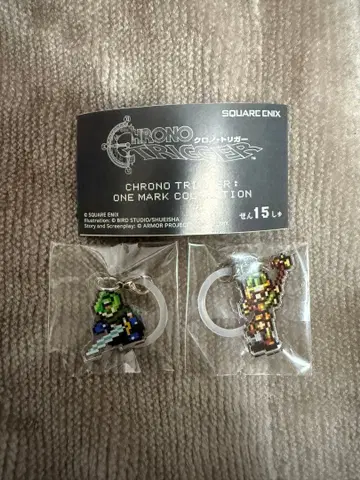 SQUARE ENIX
CHRONO
クロノ・トリガー
TRIGGER
CHRONO TRIGGER:
ONE MARK COLLECTION
© SQUARE ENIX
Illustration: © BIRD STUDIO/SHUEISHA
Story and Screenplay: © ARMOR PROJECT
ぜん15しゅ